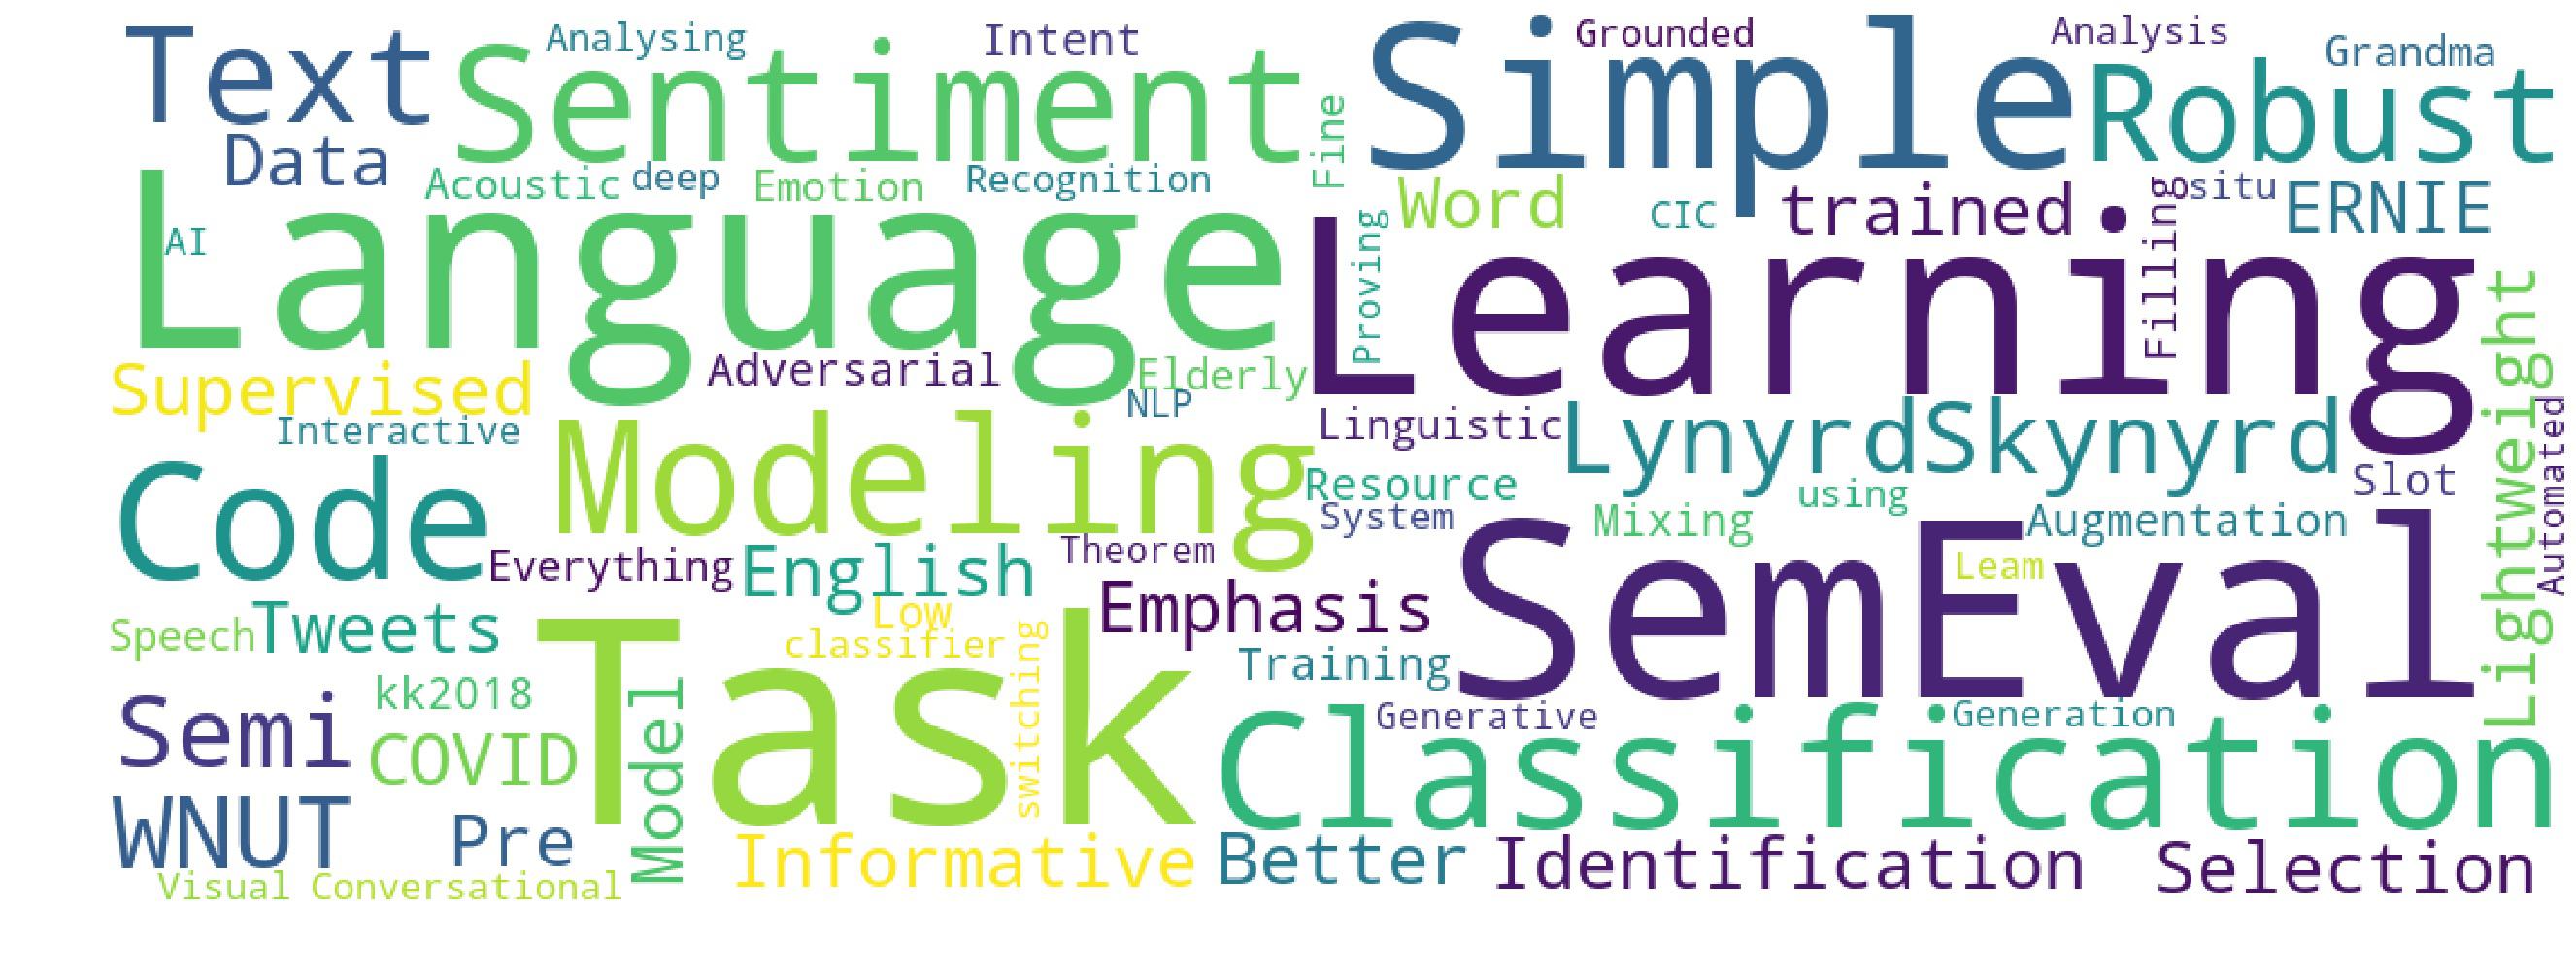 Text
Analysing
Sentiment
Intent
Simple
Grounded
Analysis
Grandma
Robust
Data
Acoustic
deep
Emotion
Recognition
Fine
Word
CIC
trained
situ
ERNIE
AI
Language
Proving
Learning
Filling
Lightweight
Supervised
Adversarial
Elderly
NLP
Interactive
Modeling
Linguistic
LynyrdSkynyrd
Automated
Code
Resource
System
using
Slot
Mixing
Augmentation
Everything
English
Theorem
SemEval
Leam
Speech
Tweets
Low
classifier
switching
Emphasis
Training
Semi
kk2018
COVID
Task
Model
Generative
Generation
Classification
WNUT
Pre
Informative
Better
Identification
Selection
Visual
Conversational